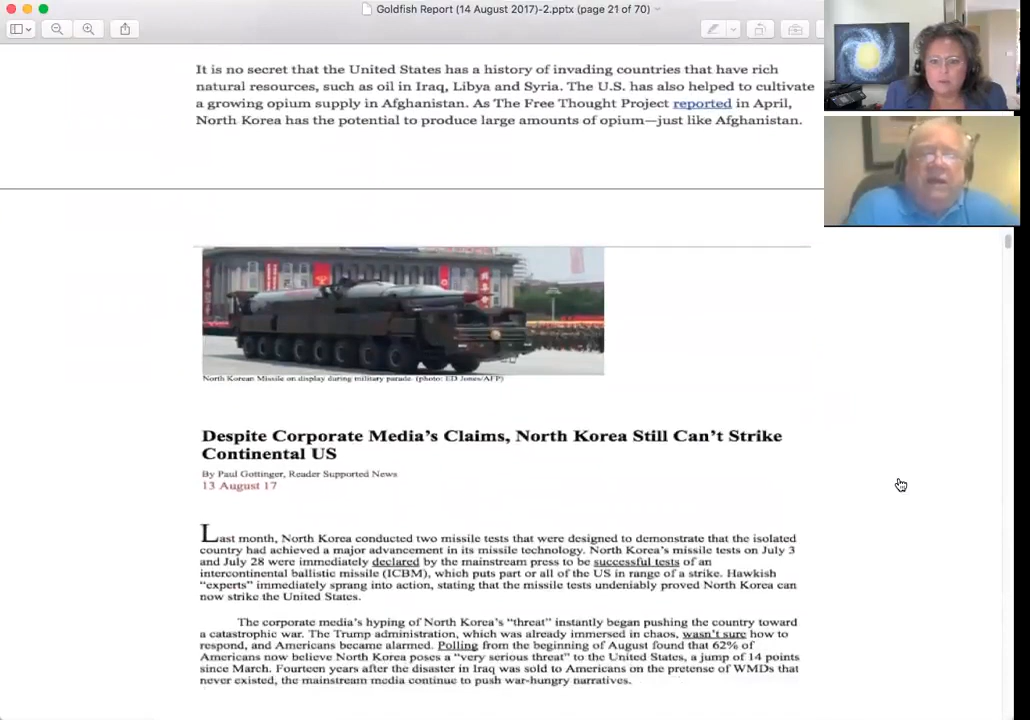 Goldfish Report (14 August 2017)-2.pptx (page 21 of 70)
It is no secret that the United States has a history of invading countries that have rich
natural resources, such as oil in Iraq, Libya and Syria. The U.S. has also helped to cultivate
a growing opium supply in Afghanistan. As The Free Thought Project reported in April,
North Korea has the potential to produce large amounts of opium—just like Afghanistan.
North Korean Missile on display during military parade. (photo: ED Jones/AFP)
Despite Corporate Media's Claims, North Korea Still Can't Strike
Continental US
By Paul Gottinger, Reader Supported News
13 August 17
Last month, North Korea conducted two missile tests that were designed to demonstrate that the isolated
country had achieved a major advancement in its missile technology. North Korea's missile tests on July 3
and July 28 were immediately declared by the mainstream press to be successful tests of an
intercontinental ballistic missile (ICBM), which puts part or all of the US in range of a strike. Hawkish
"experts" immediately sprang into action, stating that the missile tests undeniably proved North Korea can
now strike the United States.
The corporate media's hyping of North Korea's "threat" instantly began pushing the country toward
a catastrophic war. The Trump administration, which was already immersed in chaos, wasn't sure how to
respond, and Americans became alarmed. Polling from the beginning of August found that 62% of
Americans now believe North Korea poses a "very serious threat" to the United States, a jump of 14 points
since March. Fourteen years after the disaster in Iraq was sold to Americans on the pretense of WMDs that
never existed, the mainstream media continue to push war-hungry narratives.